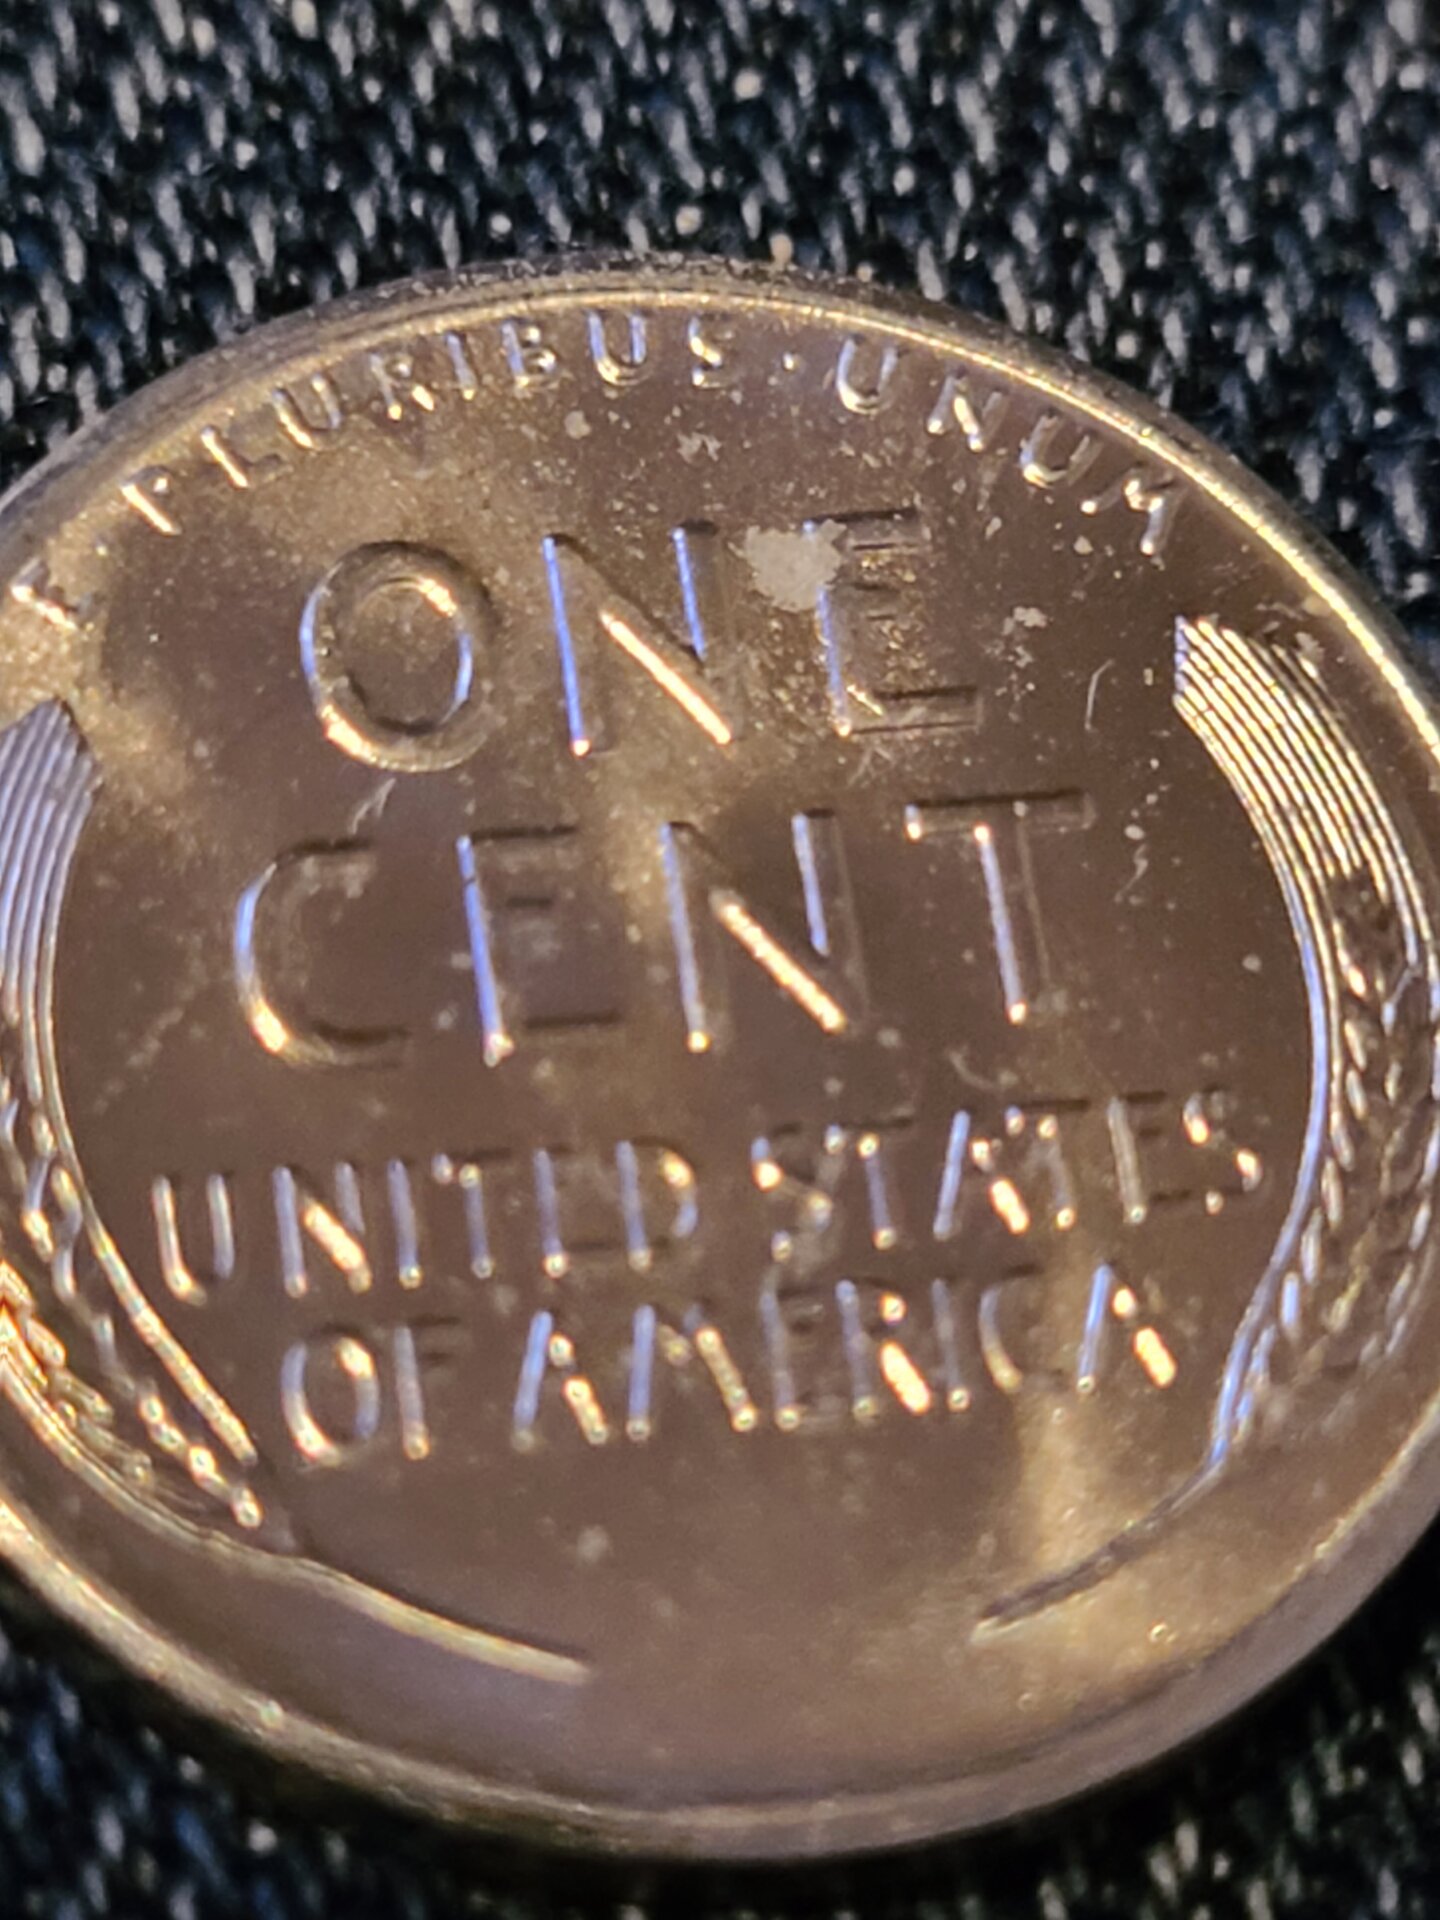 PLURIBUS · UNUM
ONE
CENT
UNITED STATES
OF AMERICA